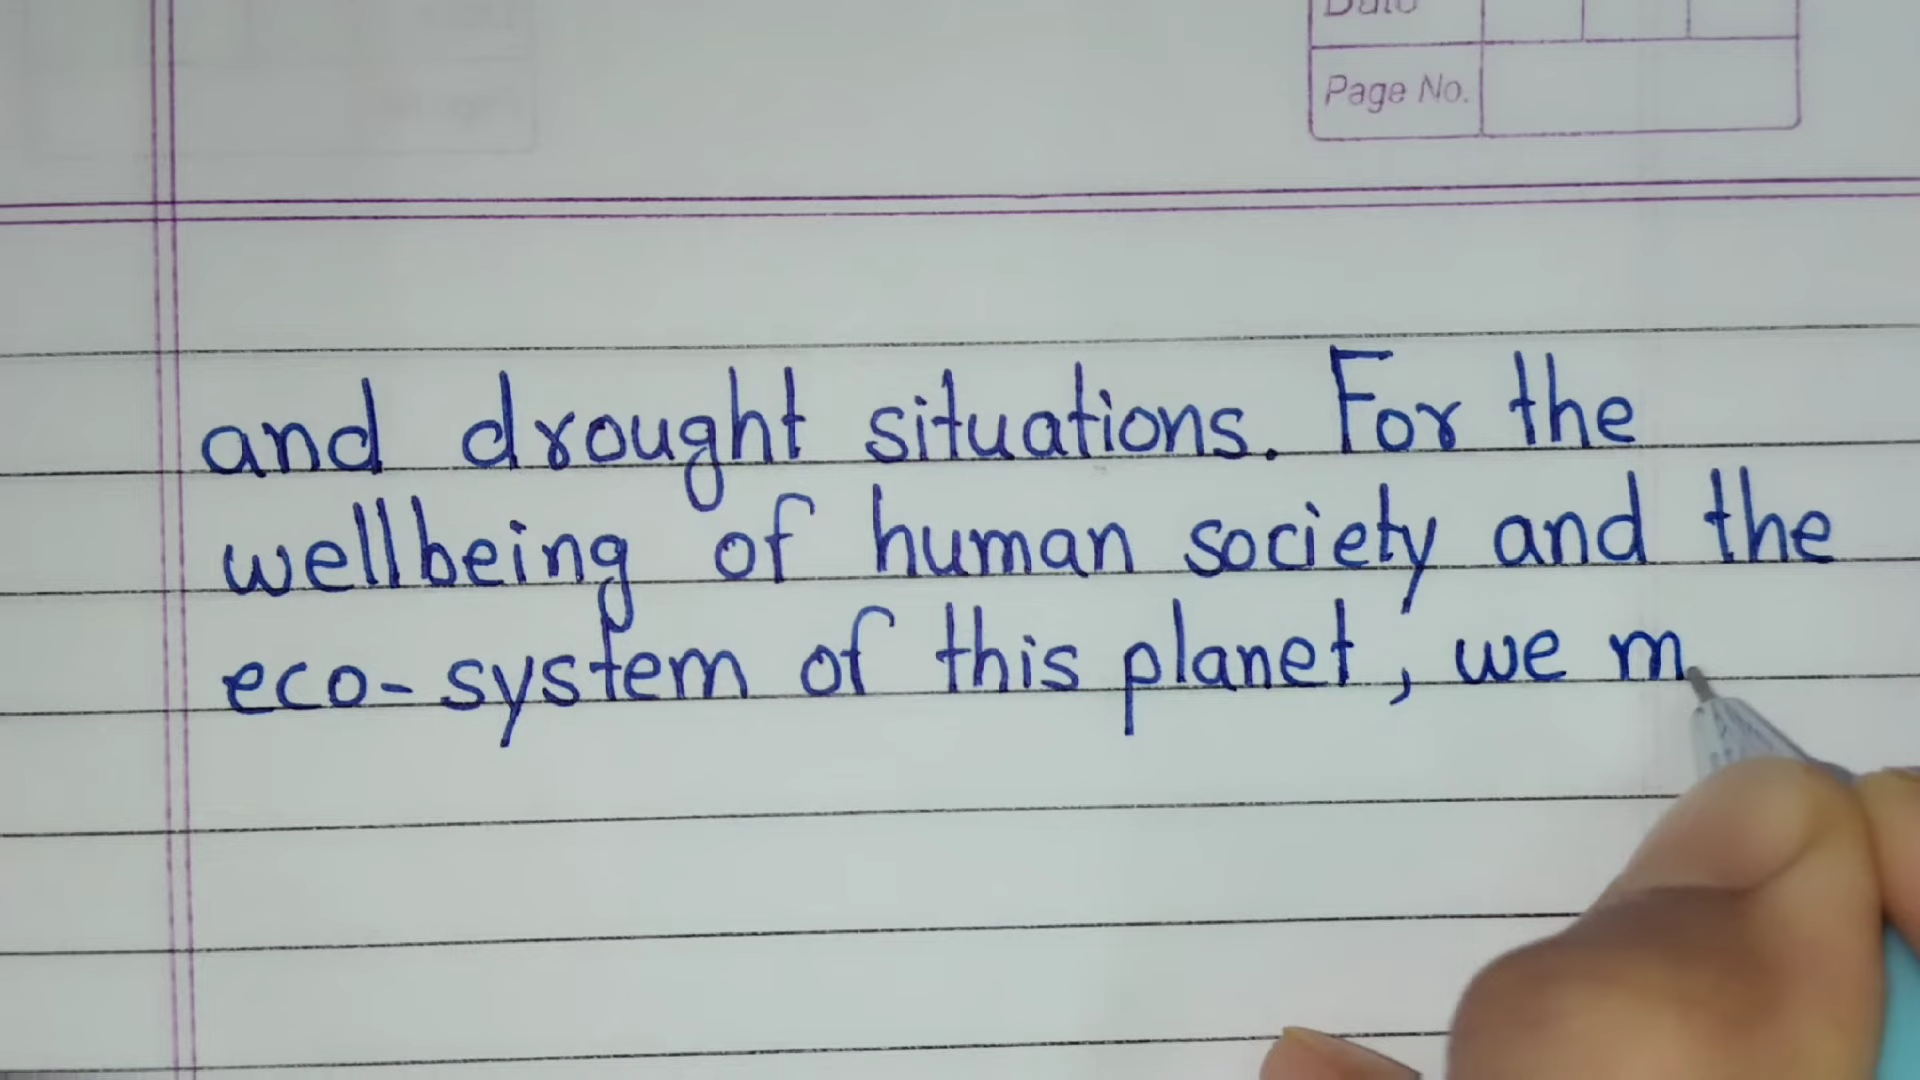 Date
Page No.
and drought situations. For the
wellbeing of human society and the
eco-system of this planet, we m